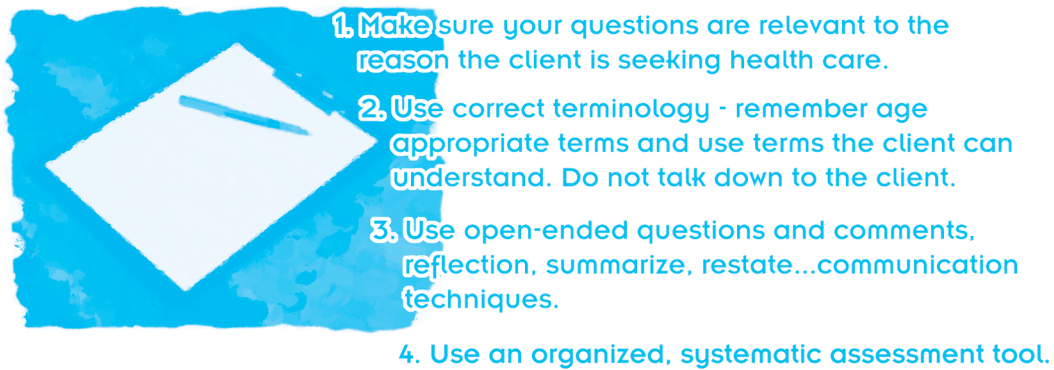 1. Make sure your questions are relevant to the
reason the client is seeking health care.
2. Use correct terminology - remember age
appropriate terms and use terms the client can
understand. Do not talk down to the client.
3. Use open-ended questions and comments,
reflection, summarize, restate...communication
techniques.
4. Use an organized, systematic assessment tool.